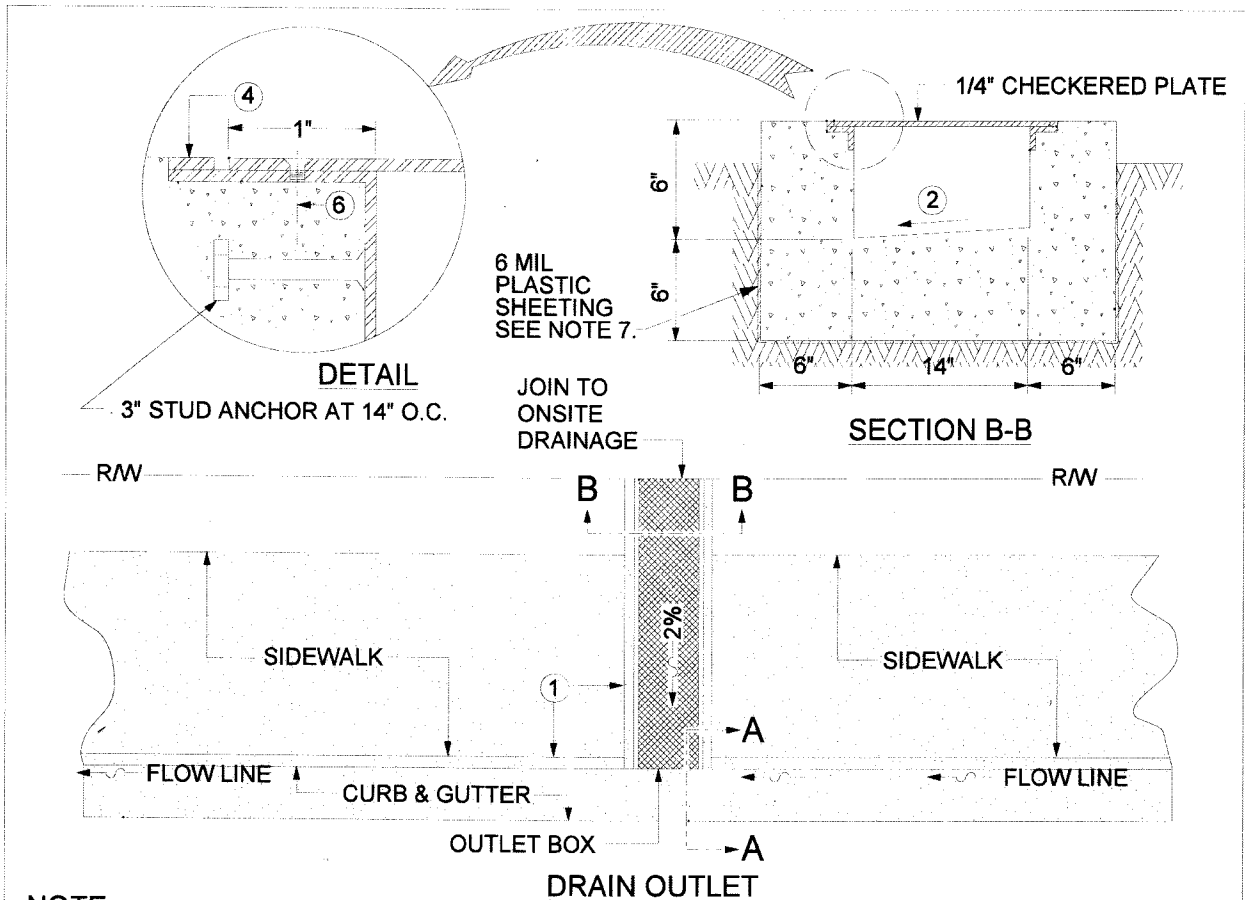 4
1"
6
DETAIL
3" STUD ANCHOR AT 14" O.C.
1/4" CHECKERED PLATE
6"
2
6"
6 MIL
PLASTIC
SHEETING
SEE NOTE 7.
6"
14"
6"
SECTION B-B
JOIN TO
ONSITE
DRAINAGE
R/W
R/W
B
B
2%
SIDEWALK
SIDEWALK
1
A
FLOW LINE
FLOW LINE
CURB & GUTTER
OUTLET BOX
A
DRAIN OUTLET
NOTE